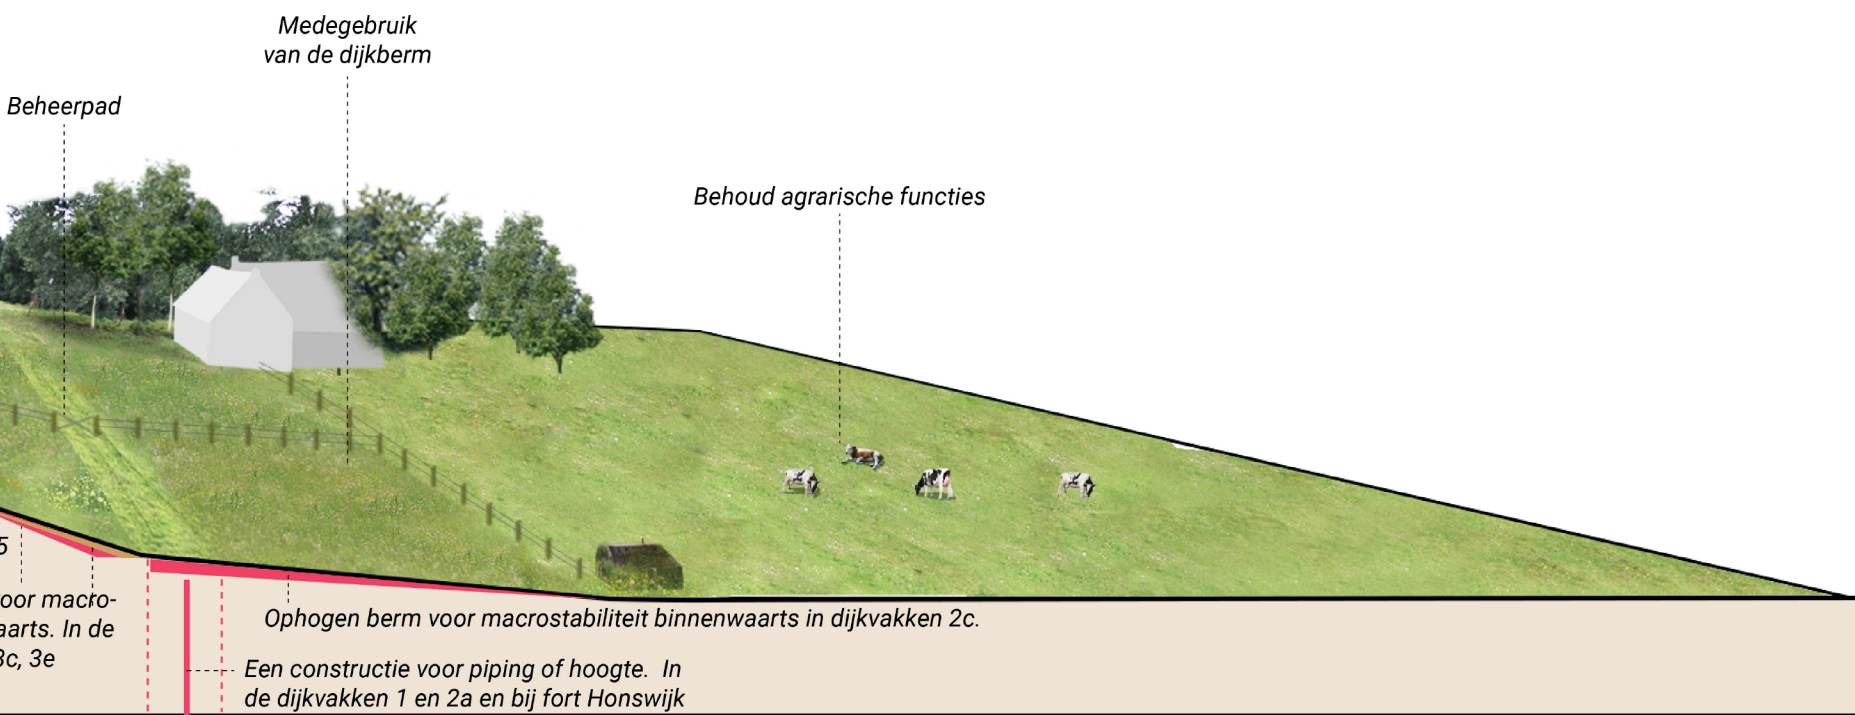 Medegebruik
van de dijkberm
Beheerpad
Behoud agrarische functies
5
oor macro-
aarts. In de
3c, 3e
Ophogen berm voor macrostabiliteit binnenwaarts in dijkvakken 2c.
Een constructie voor piping of hoogte. In
de dijkvakken 1 en 2a en bij fort Honswijk